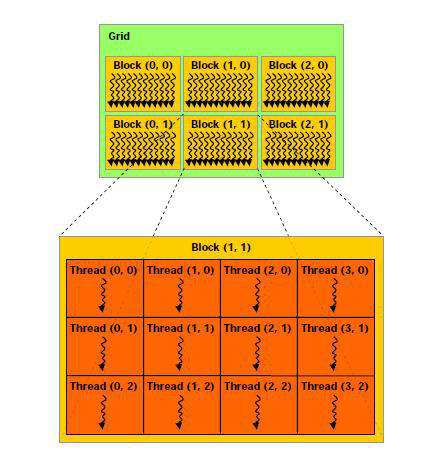 Grid
Block (0, 0) Block (1, 0) Block (2, 0)
Block (0, 1) Block (1, 1) Block (2, 1)
Block (1, 1)
Thread (0, 0) Thread (1, 0) Thread (2, 0) Thread (3, 0)
Thread (0, 1) Thread (1, 1) Thread (2, 1) Thread (3, 1)
Thread (0, 2) Thread (1, 2) Thread (2, 2) Thread (3, 2)